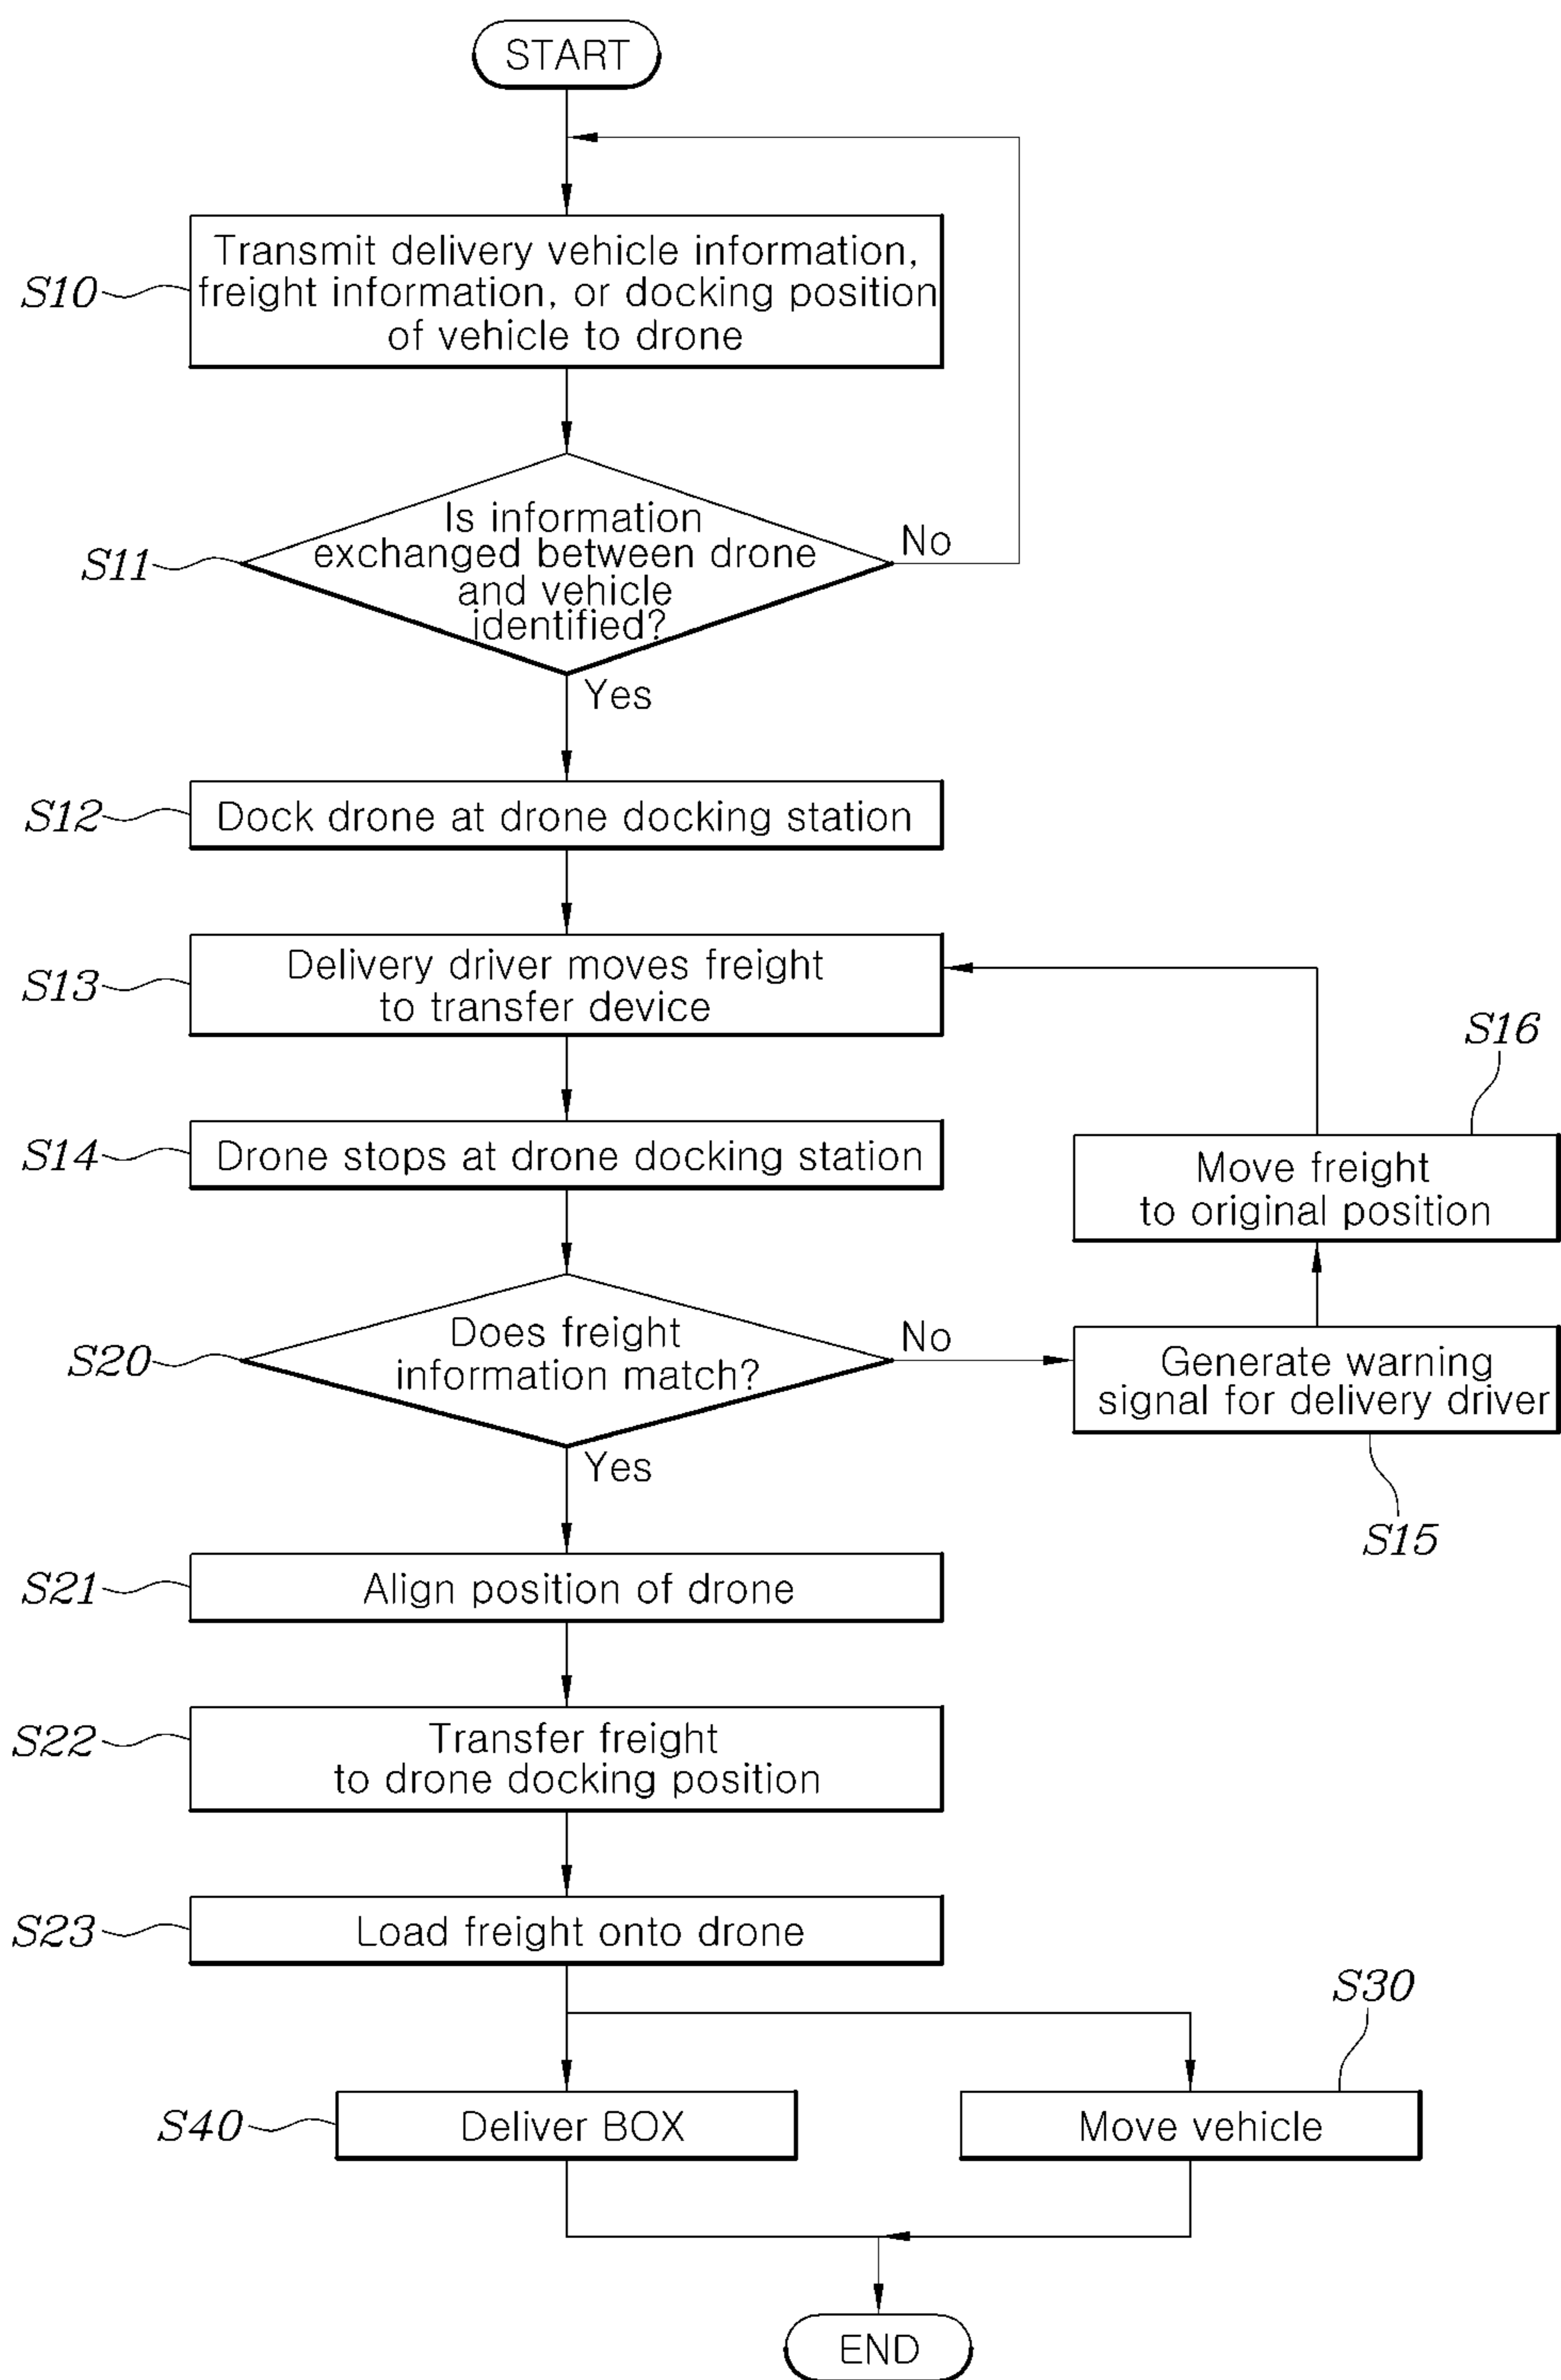 START
S10
Transmit delivery vehicle information,
freight information, or docking position
of vehicle to drone
S11
Is information
exchanged between drone
and vehicle
identified?
No
Yes
S12
Dock drone at drone docking station
S13
Delivery driver moves freight
to transfer device
S14
Drone stops at drone docking station
S16
Move freight
to original position
S20
Does freight
information match?
No
Generate warning
signal for delivery driver
S15
Yes
S21
Align position of drone
S22
Transfer freight
to drone docking position
S23
Load freight onto drone
S30
S40
Deliver BOX
Move vehicle
END